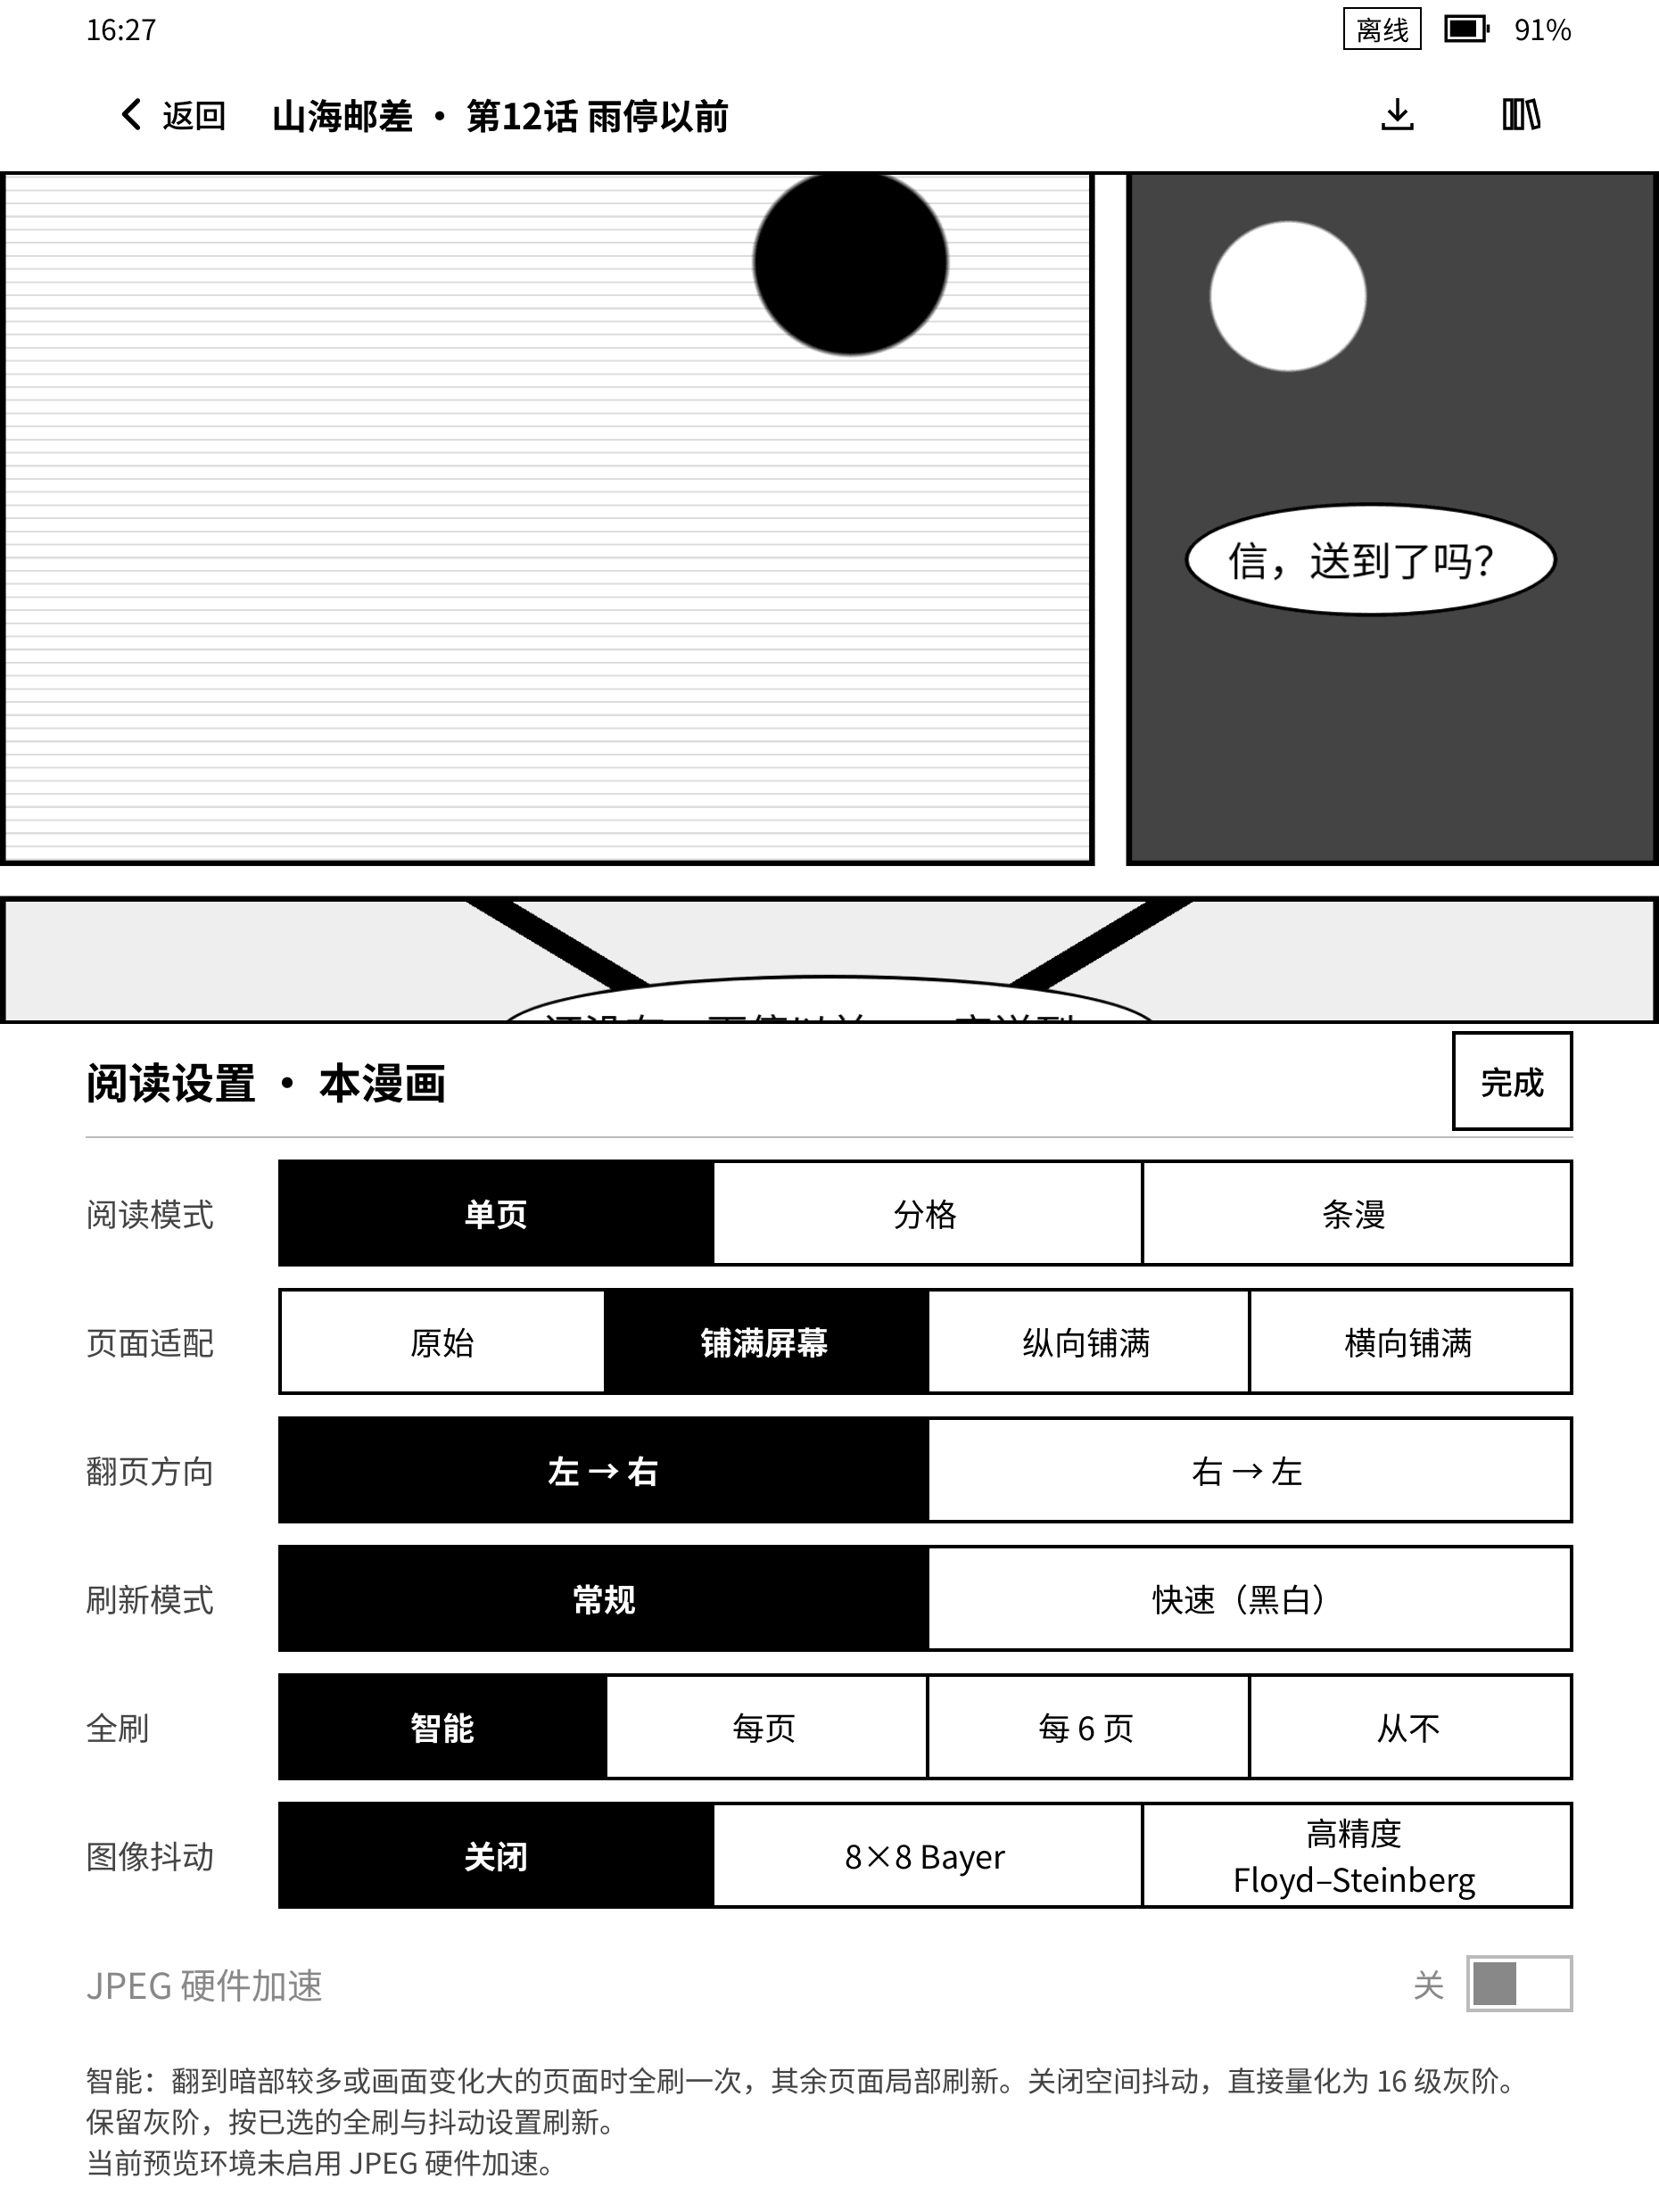 16:27
离线
91%
返回
山海邮差 · 第12话 雨停以前
信，送到了吗？
阅读设置 · 本漫画
完成
阅读模式
单页
分格
条漫
页面适配
原始
铺满屏幕
纵向铺满
横向铺满
翻页方向
左 → 右
右 → 左
刷新模式
常规
快速（黑白）
全刷
智能
每页
每 6 页
从不
图像抖动
关闭
8×8 Bayer
高精度
Floyd–Steinberg
JPEG 硬件加速
关
智能：翻到暗部较多或画面变化大的页面时全刷一次，其余页面局部刷新。关闭空间抖动，直接量化为 16 级灰阶。
保留灰阶，按已选的全刷与抖动设置刷新。
当前预览环境未启用 JPEG 硬件加速。